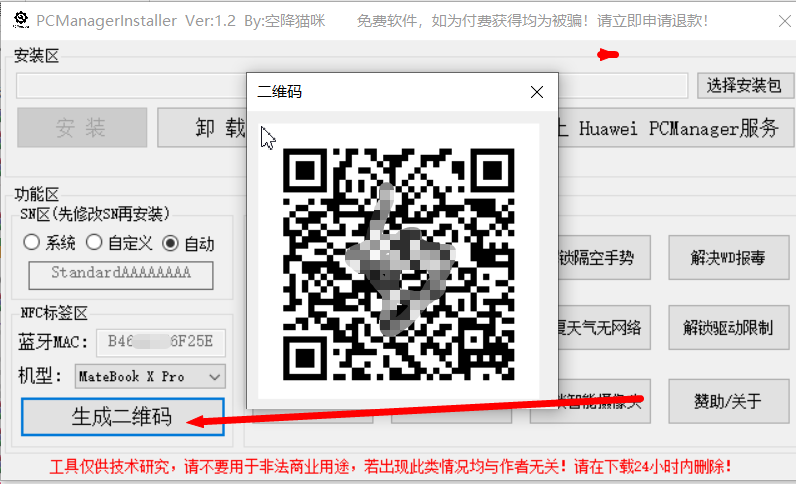 PCManagerInstaller Ver:1.2 By:空降猫咪 免费软件，如为付费获得均为被骗！请立即申请退款！
安装区
选择安装包
安 装
卸 载
Huawei PCManager服务
二维码
功能区
SN区(先修改SN再安装)
系统 自定义 自动
StandardAAAAAAAA
隔空手势
解决WD报毒
NFC标签区
蓝牙MAC: B46 6F25E
天气无网络
解锁驱动限制
机型: MateBook X Pro
生成二维码
智能摄像头
赞助/关于
工具仅供技术研究，请不要用于非法商业用途，若出现此类情况均与作者无关！请在下载24小时内删除！